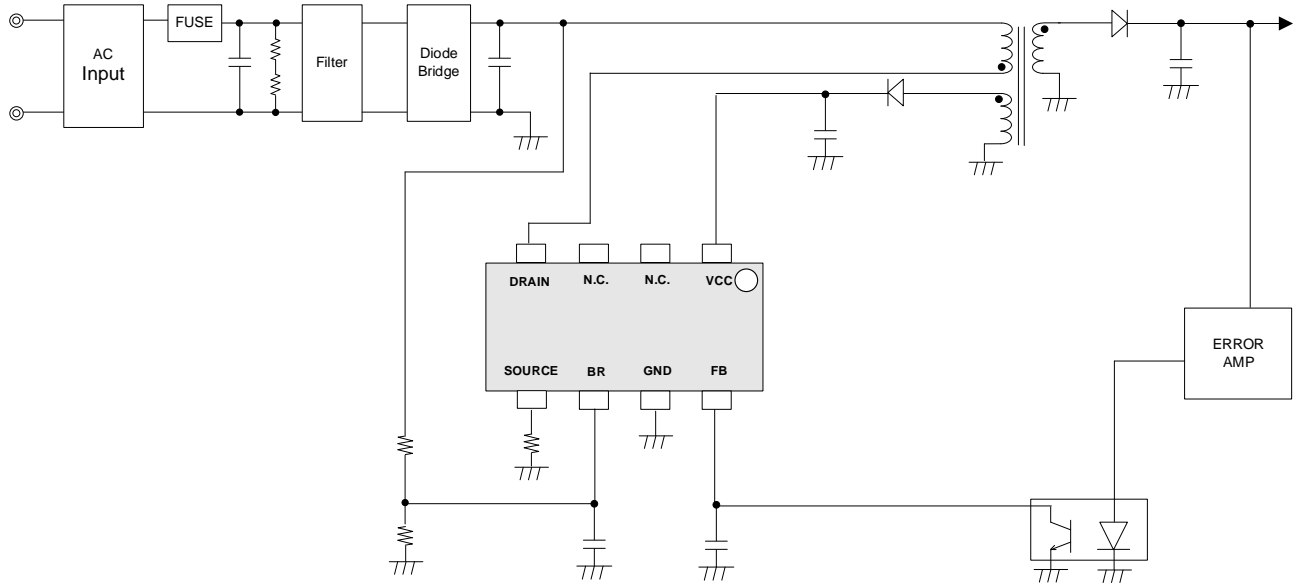 FUSE
AC
Input
Filter
Diode
Bridge
DRAIN
N.C.
N.C.
VCC
SOURCE
BR
GND
FB
ERROR
AMP